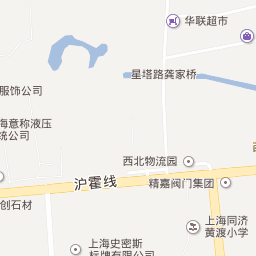 华联超市
星塔路龚家桥
服饰公司
海意称液压
统公司
西北物流园
沪霍线
精嘉阀门集团
创石材
上海同济
黄渡小学
上海史密斯
标牌有限公司